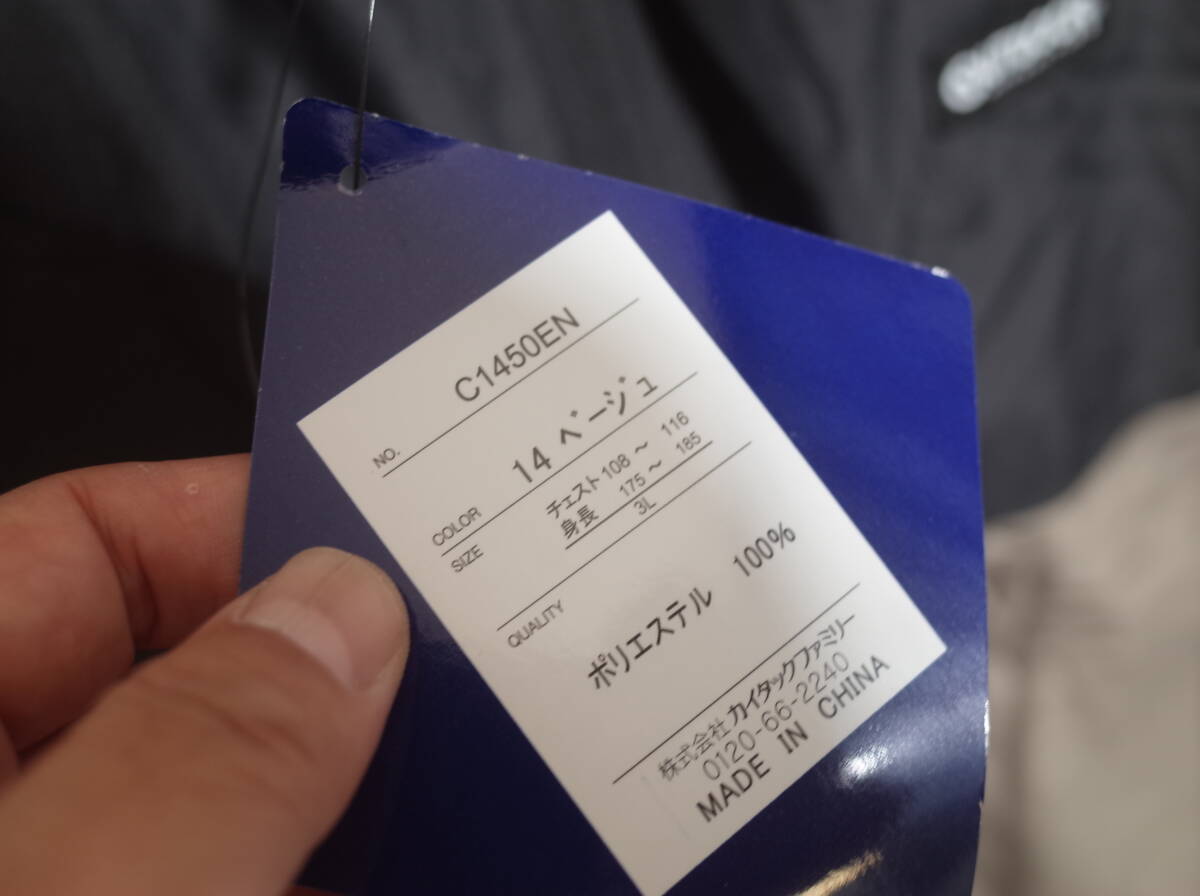 NO. C1450EN
COLOR 14 ベージュ
SIZE チェスト 108 ～ 116
身長 175 ～ 185
3L
QUALITY
ポリエステル 100%
株式会社 カイタックファミリー
0120-66-2240
MADE IN CHINA